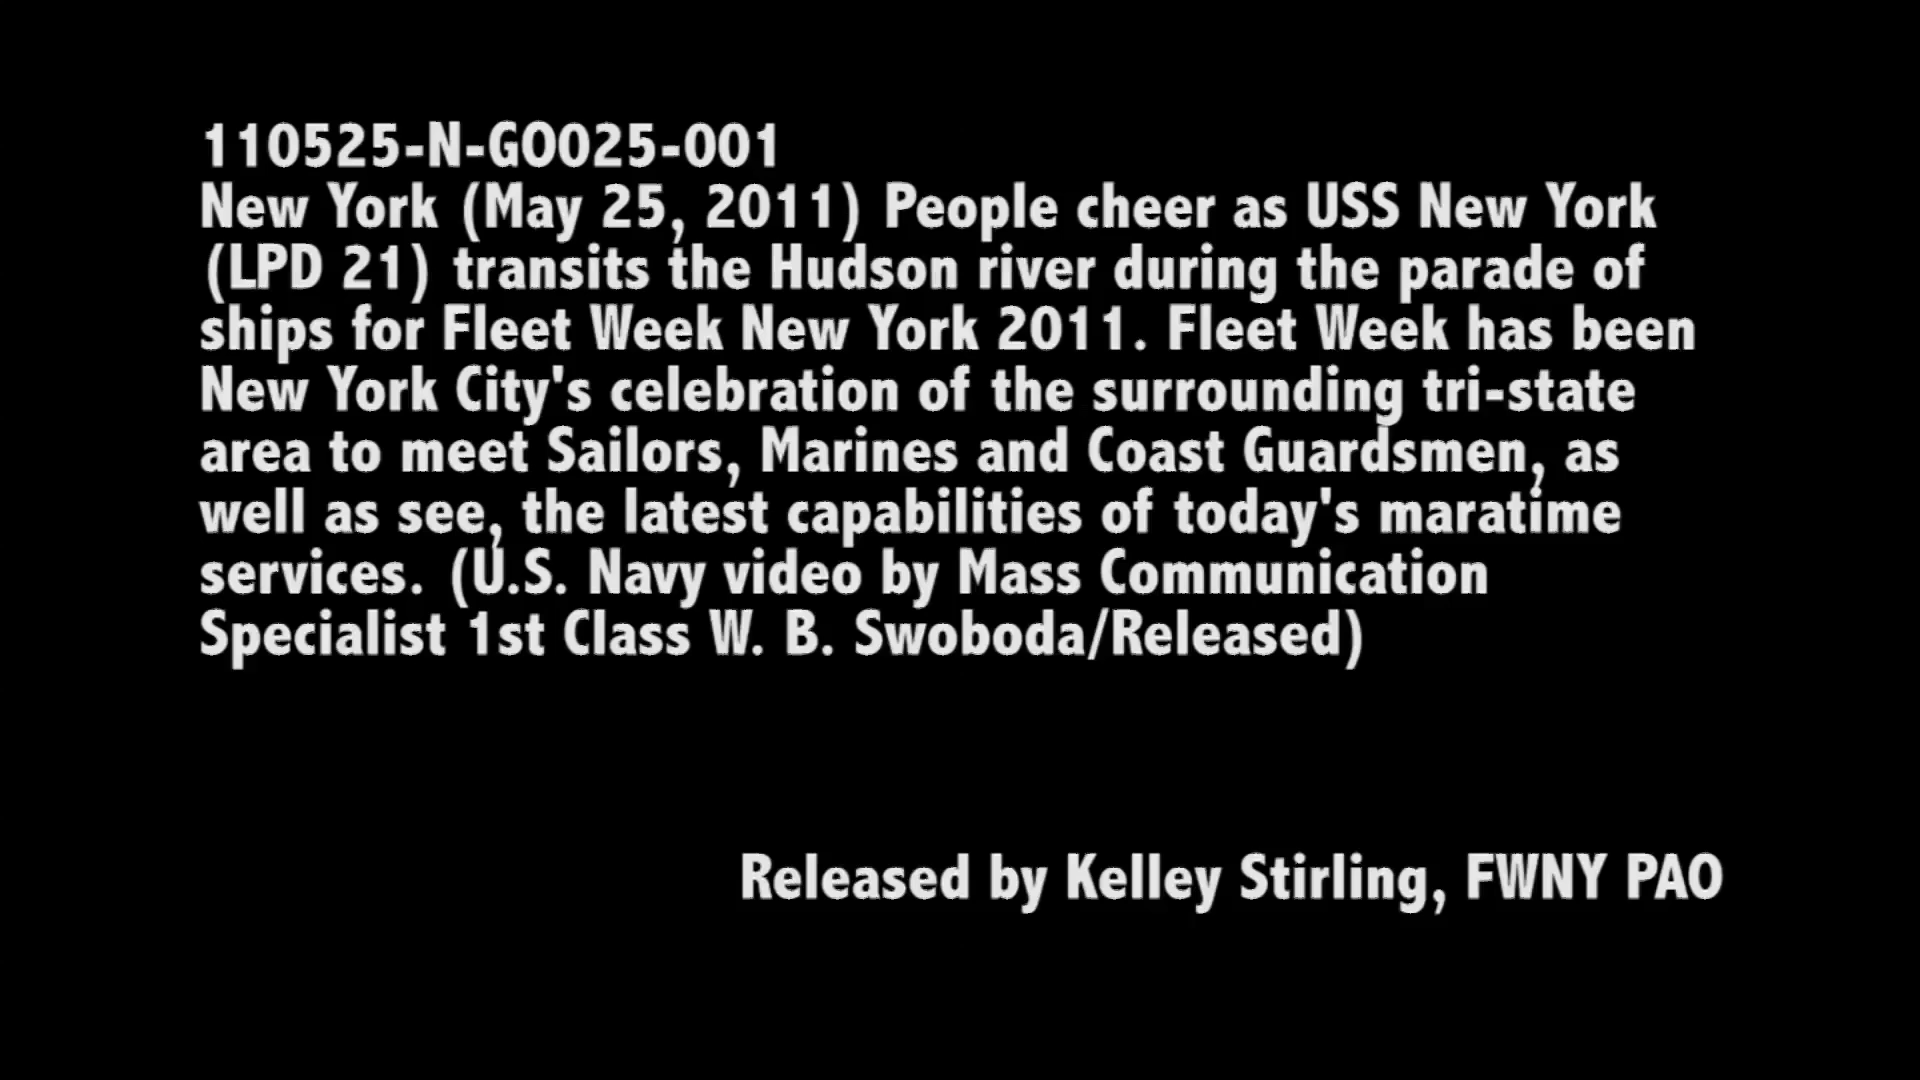 110525-N-GO025-001
New York (May 25, 2011) People cheer as USS New York
(LPD 21) transits the Hudson river during the parade of
ships for Fleet Week New York 2011. Fleet Week has been
New York City's celebration of the surrounding tri-state
area to meet Sailors, Marines and Coast Guardsmen, as
well as see, the latest capabilities of today's maratime
services. (U.S. Navy video by Mass Communication
Specialist 1st Class W. B. Swoboda/Released)
Released by Kelley Stirling, FWNY PAO